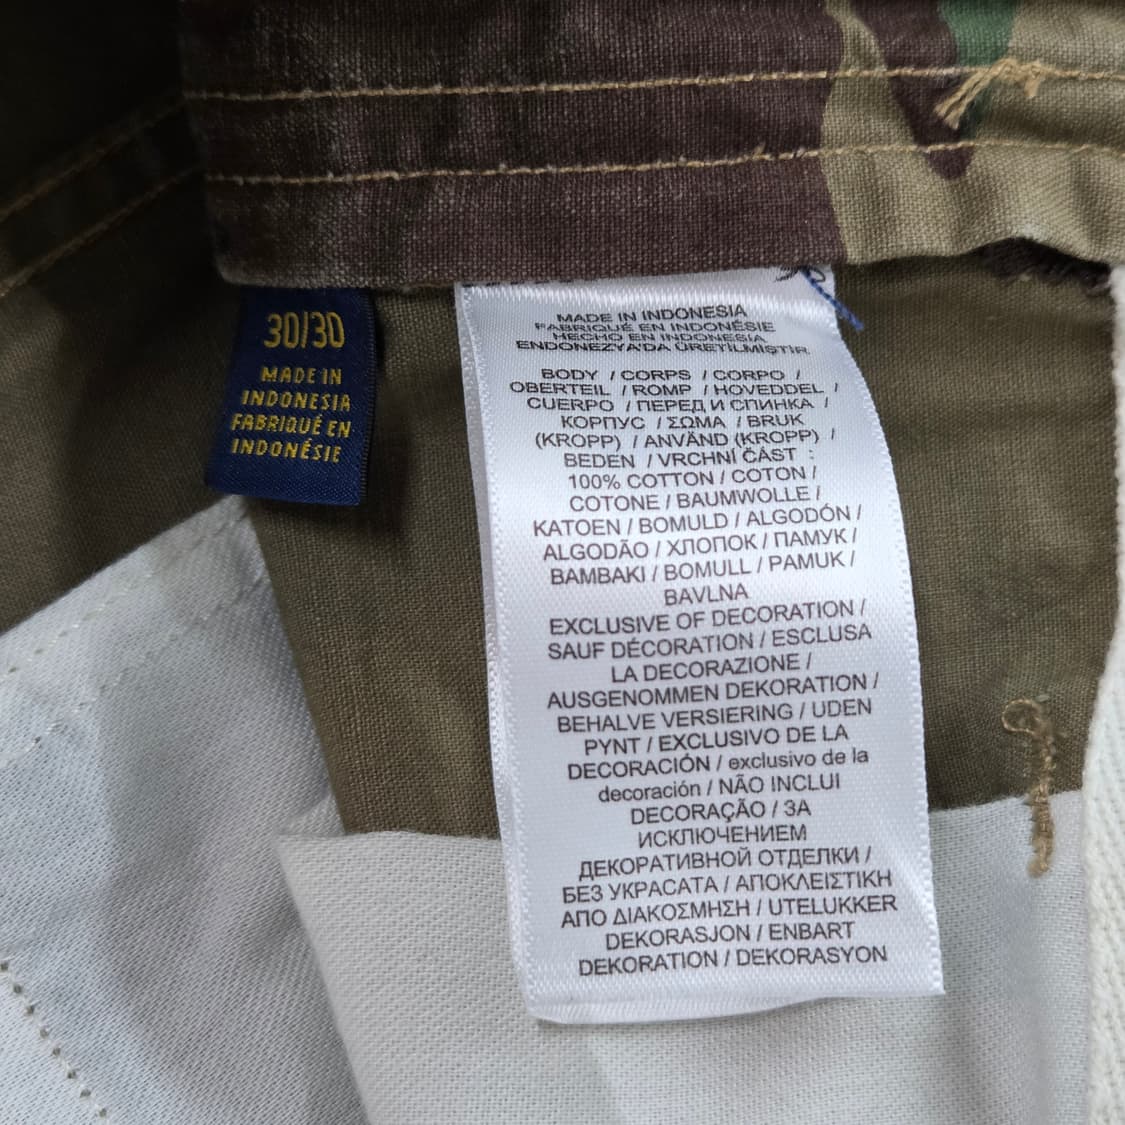 30/30
MADE IN
INDONESIA
FABRIQUÉ EN
INDONÉSIE
MADE IN INDONESIA
FABRIQUÉ EN INDONÉSIE
HECHO EN INDONESIA
ENDONEZYA'DA ÜRETILMIŞTIR.
BODY / CORPS / CORPO /
OBERTEIL / ROMP / HOVEDDEL /
CUERPO / ПЕРЕД И СПИНКА /
КОРПУС / ΣΩΜΑ / BRUK
(KROPP) / ANVÄND (KROPP) /
BEDEN / VRCHNÍ ČÁST :
100% COTTON / COTON /
COTONE / BAUMWOLLE /
KATOEN / BOMULD / ALGODÓN /
ALGODÃO / ХЛОПОК / ПАМУК /
BAMBAKI / BOMULL / PAMUK /
BAVLNA
EXCLUSIVE OF DECORATION /
SAUF DÉCORATION / ESCLUSA
LA DECORAZIONE /
AUSGENOMMEN DEKORATION /
BEHALVE VERSIERING / UDEN
PYNT / EXCLUSIVO DE LA
DECORACIÓN / exclusivo de la
decoración / NÃO INCLUI
DECORAÇÃO / ЗА
ИСКЛЮЧЕНИЕМ
ДЕКОРАТИВНОЙ ОТДЕЛКИ /
БЕЗ УКРАСАТА / ΑΠΟΚΛΕΙΣΤΙΚΗ
ΑΠΟ ΔΙΑΚΟΣΜΗΣΗ / UTELUKKER
DEKORASJON / ENBART
DEKORATION / DEKORASYON